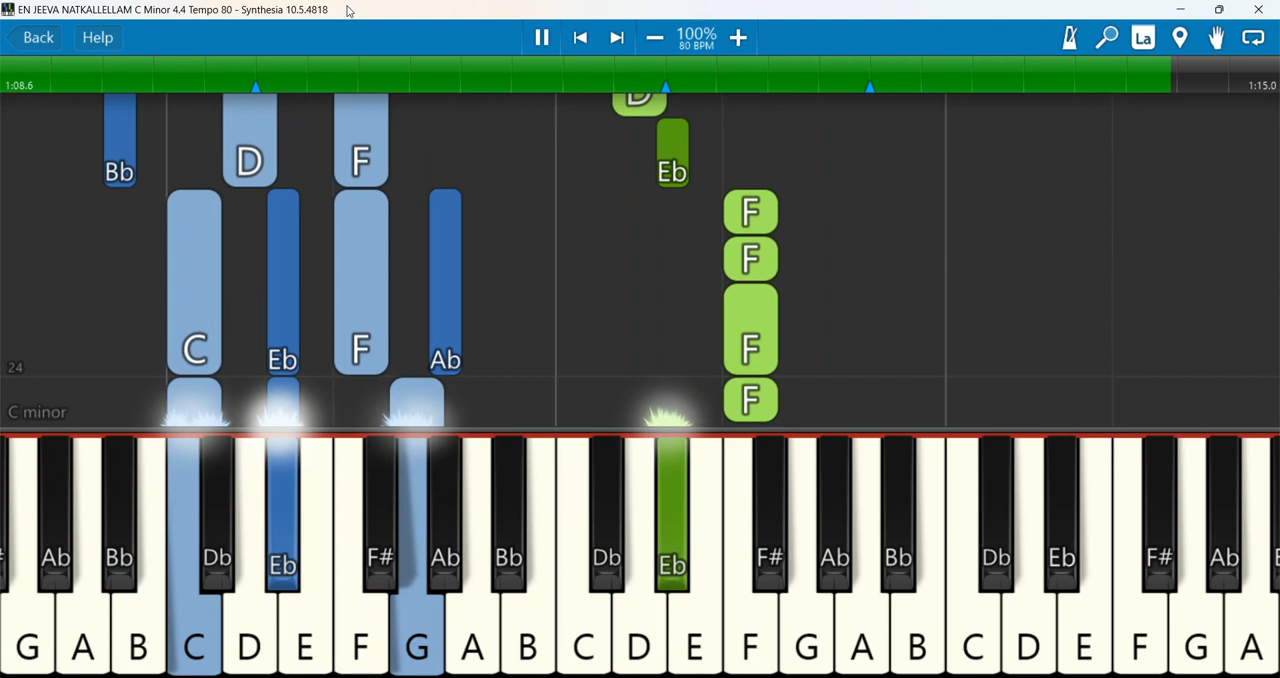 EN JEEVA NATKALLELLAM C Minor 4.4 Tempo 80 - Synthesia 10.5.4818
Back Help 100% La
80 BPM
1:08.6 1:15.0
D
Bb D F Eb
F
F
C Eb F Ab F
24
C minor F
Ab Bb Db Eb F# Ab Bb Db Eb F# Ab Bb Db Eb F# Ab
G A B C D E F G A B C D E F G A B C D E F G A